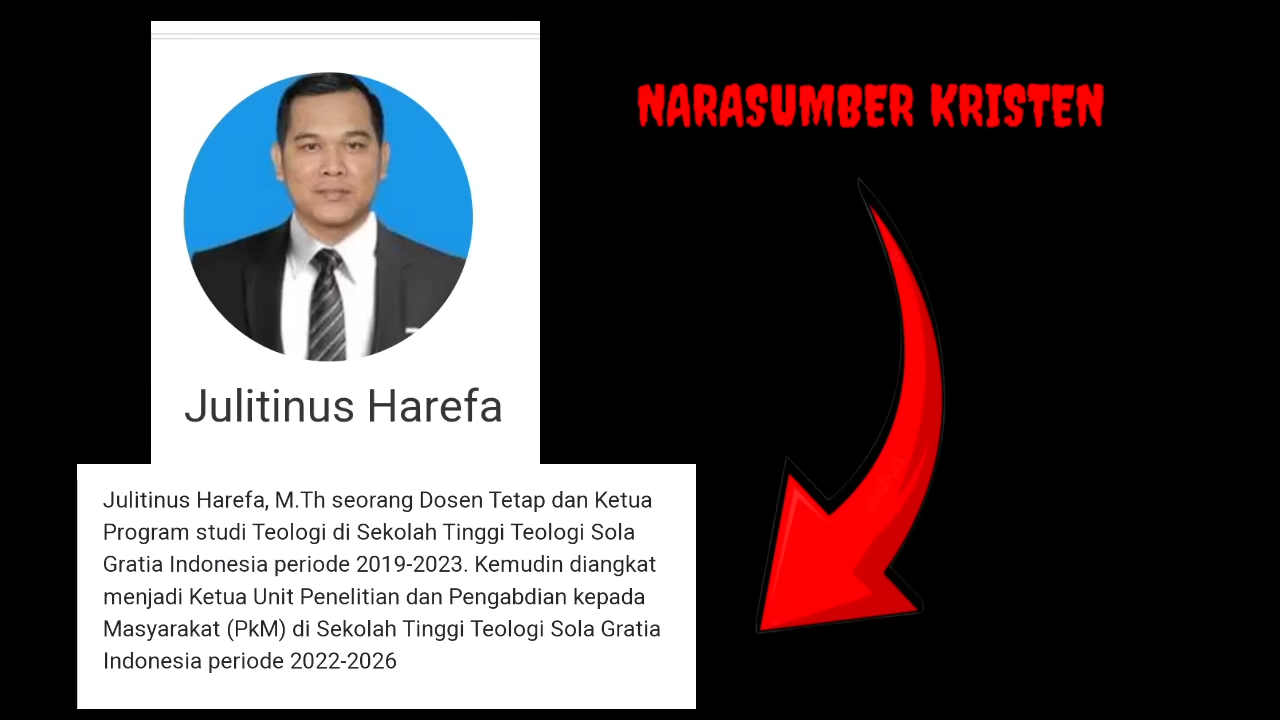 NARASUMBER KRISTEN
Julitinus Harefa
Julitinus Harefa, M.Th seorang Dosen Tetap dan Ketua
Program studi Teologi di Sekolah Tinggi Teologi Sola
Gratia Indonesia periode 2019-2023. Kemudin diangkat
menjadi Ketua Unit Penelitian dan Pengabdian kepada
Masyarakat (PkM) di Sekolah Tinggi Teologi Sola Gratia
Indonesia periode 2022-2026